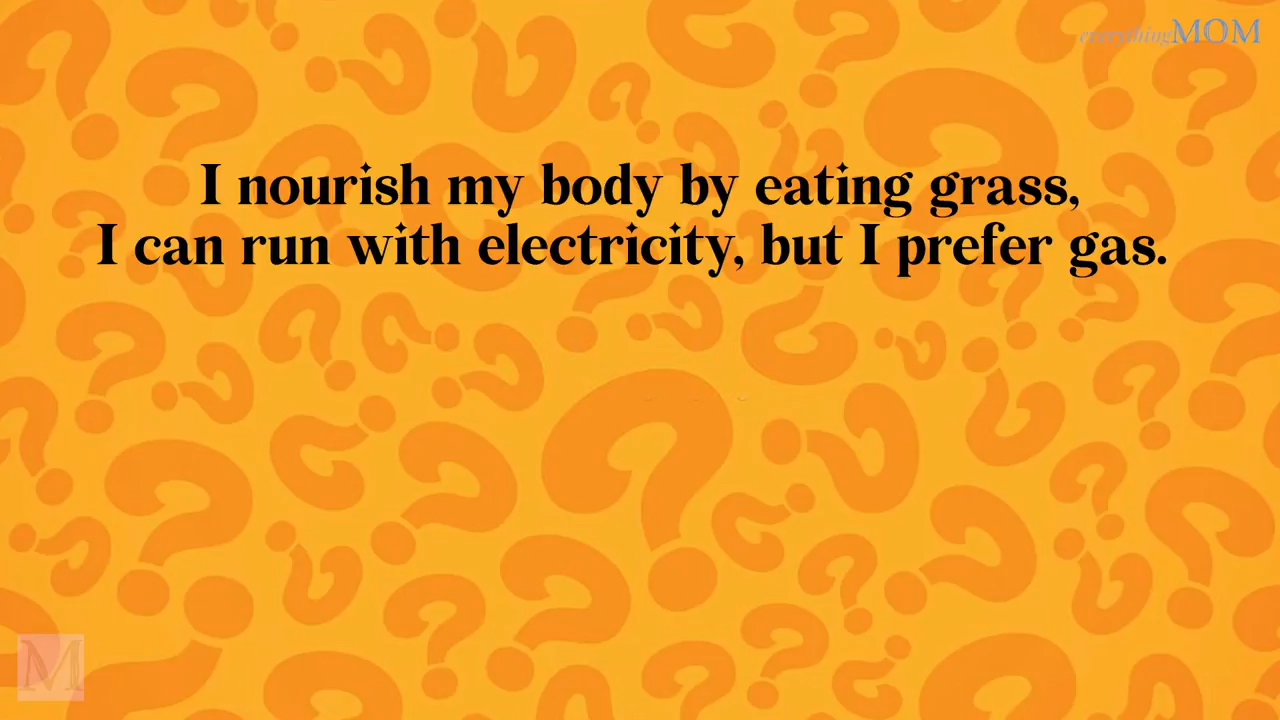 everythingMOM
I nourish my body by eating grass,
I can run with electricity, but I prefer gas.
M